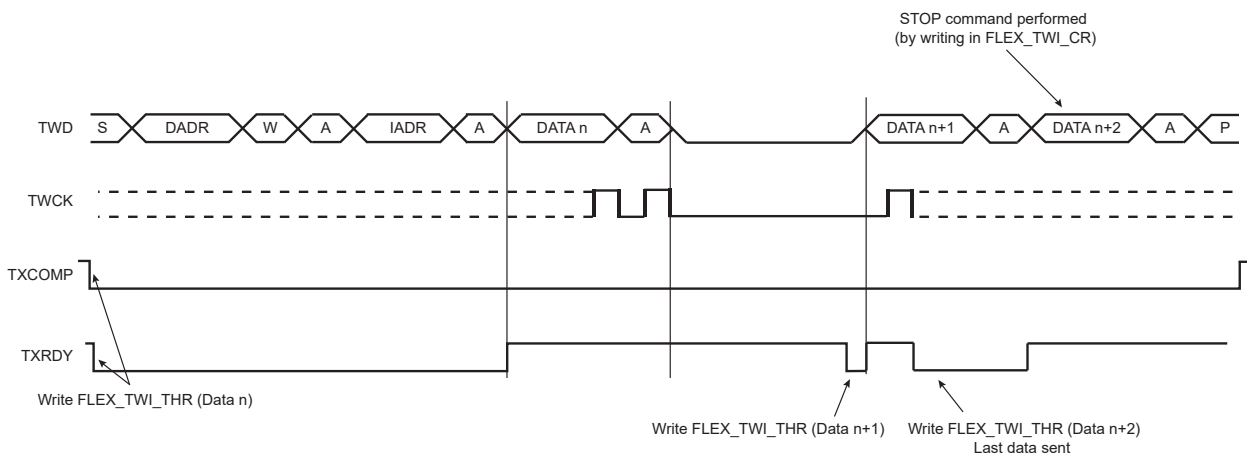 STOP command performed
(by writing in FLEX_TWI_CR)
TWD S DADR W A IADR A DATA n A DATA n+1 A DATA n+2 A P
TWCK
TXCOMP
TXRDY
Write FLEX_TWI_THR (Data n)
Write FLEX_TWI_THR (Data n+1) Write FLEX_TWI_THR (Data n+2)
Last data sent